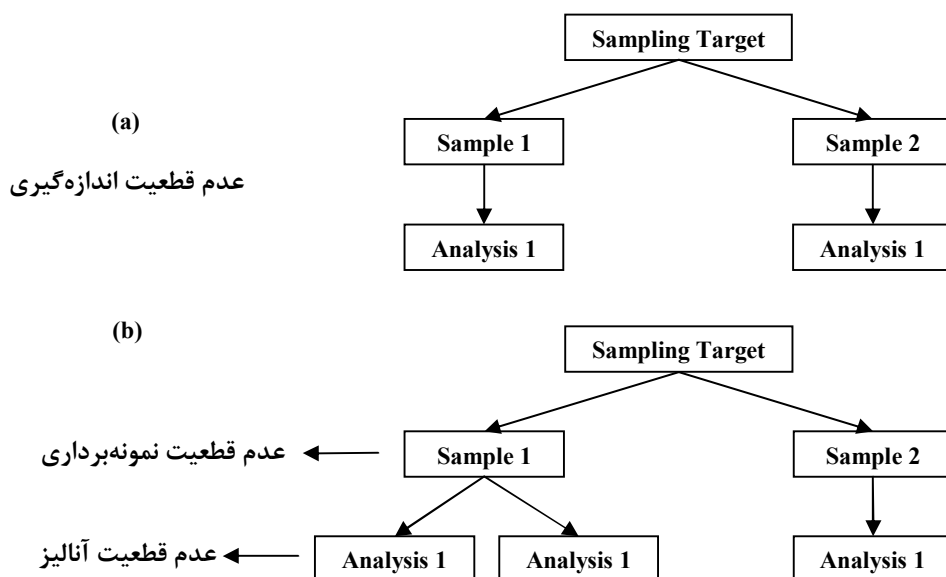 Sampling Target
(a)
Sample 1
Sample 2
عدم قطعیت اندازه‌گیری
Analysis 1
Analysis 1
(b)
Sampling Target
عدم قطعیت نمونه‌برداری
Sample 1
Sample 2
عدم قطعیت آنالیز
Analysis 1
Analysis 1
Analysis 1